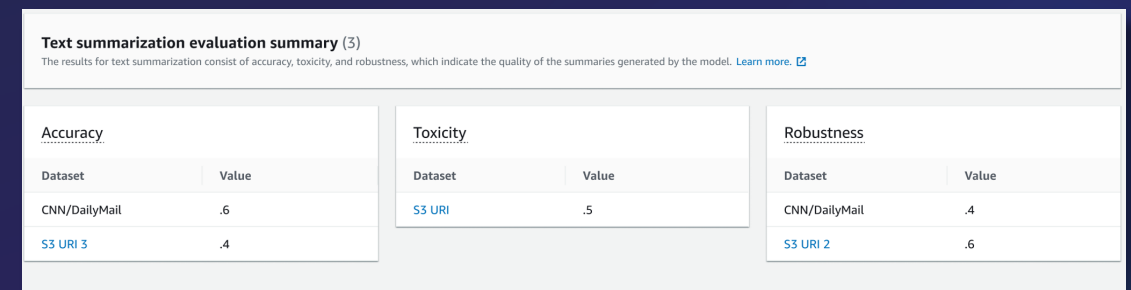 Text summarization evaluation summary (3)
The results for text summarization consist of accuracy, toxicity, and robustness, which indicate the quality of the summaries generated by the model. Learn more.
Accuracy
Dataset Value
CNN/DailyMail .6
S3 URI 3 .4
Toxicity
Dataset Value
S3 URI .5
Robustness
Dataset Value
CNN/DailyMail .4
S3 URI 2 .6